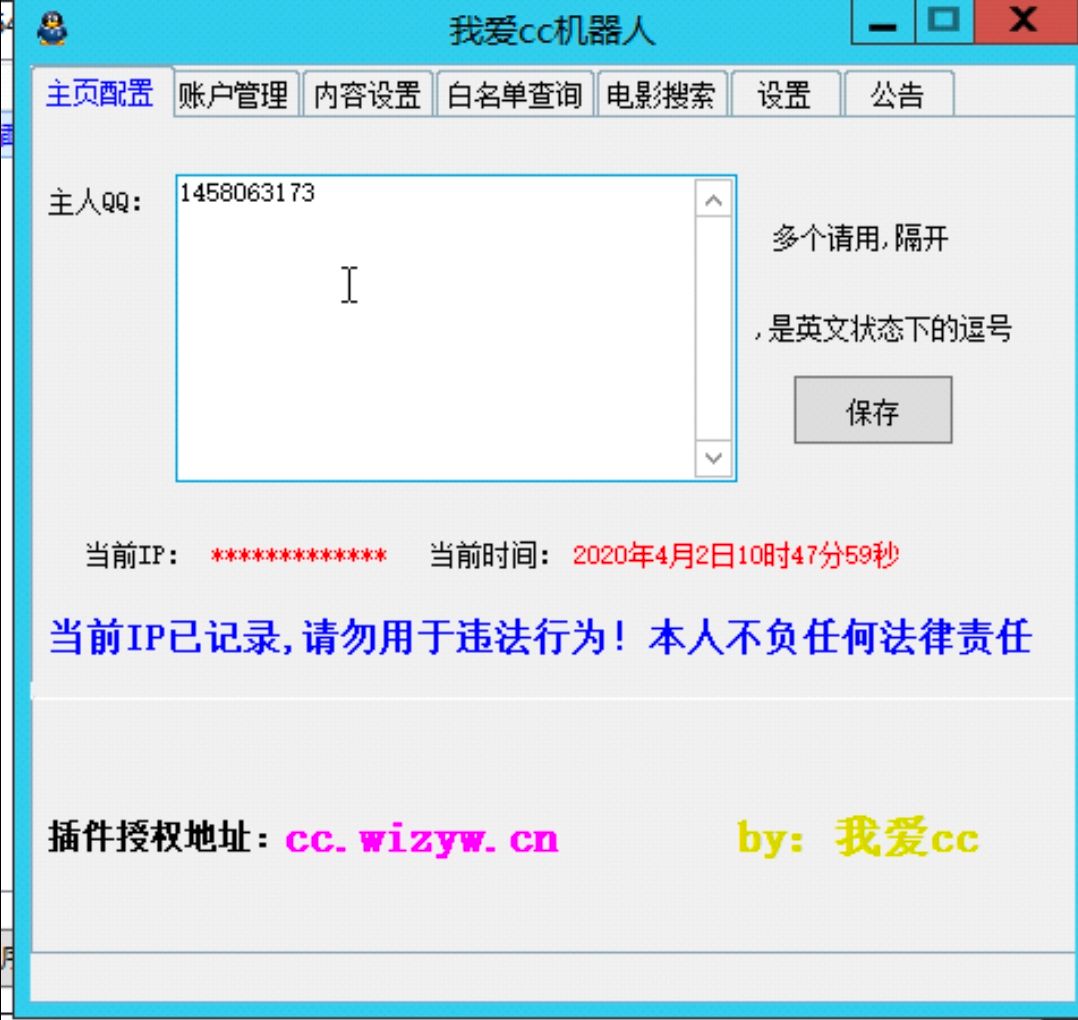 我爱cc机器人
主页配置 账户管理 内容设置 白名单查询 电影搜索 设置 公告
主人QQ: 1458063173
多个请用,隔开
,是英文状态下的逗号
保存
当前IP: ************* 当前时间: 2020年4月2日10时47分59秒
当前IP已记录,请勿用于违法行为! 本人不负任何法律责任
插件授权地址: cc.wizyw.cn by: 我爱cc